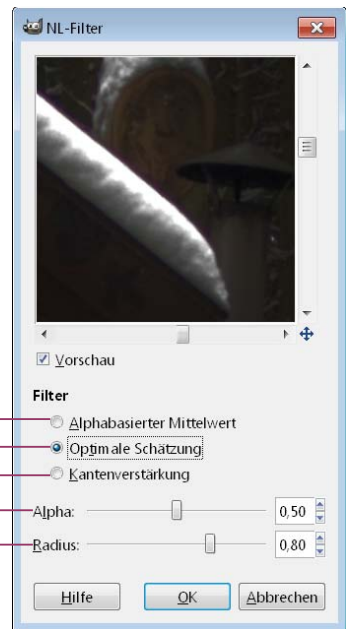 NL-Filter
Vorschau
Filter
Alphabasierter Mittelwert
Optimale Schätzung
Kantenverstärkung
Alpha: 0,50
Radius: 0,80
Hilfe OK Abbrechen